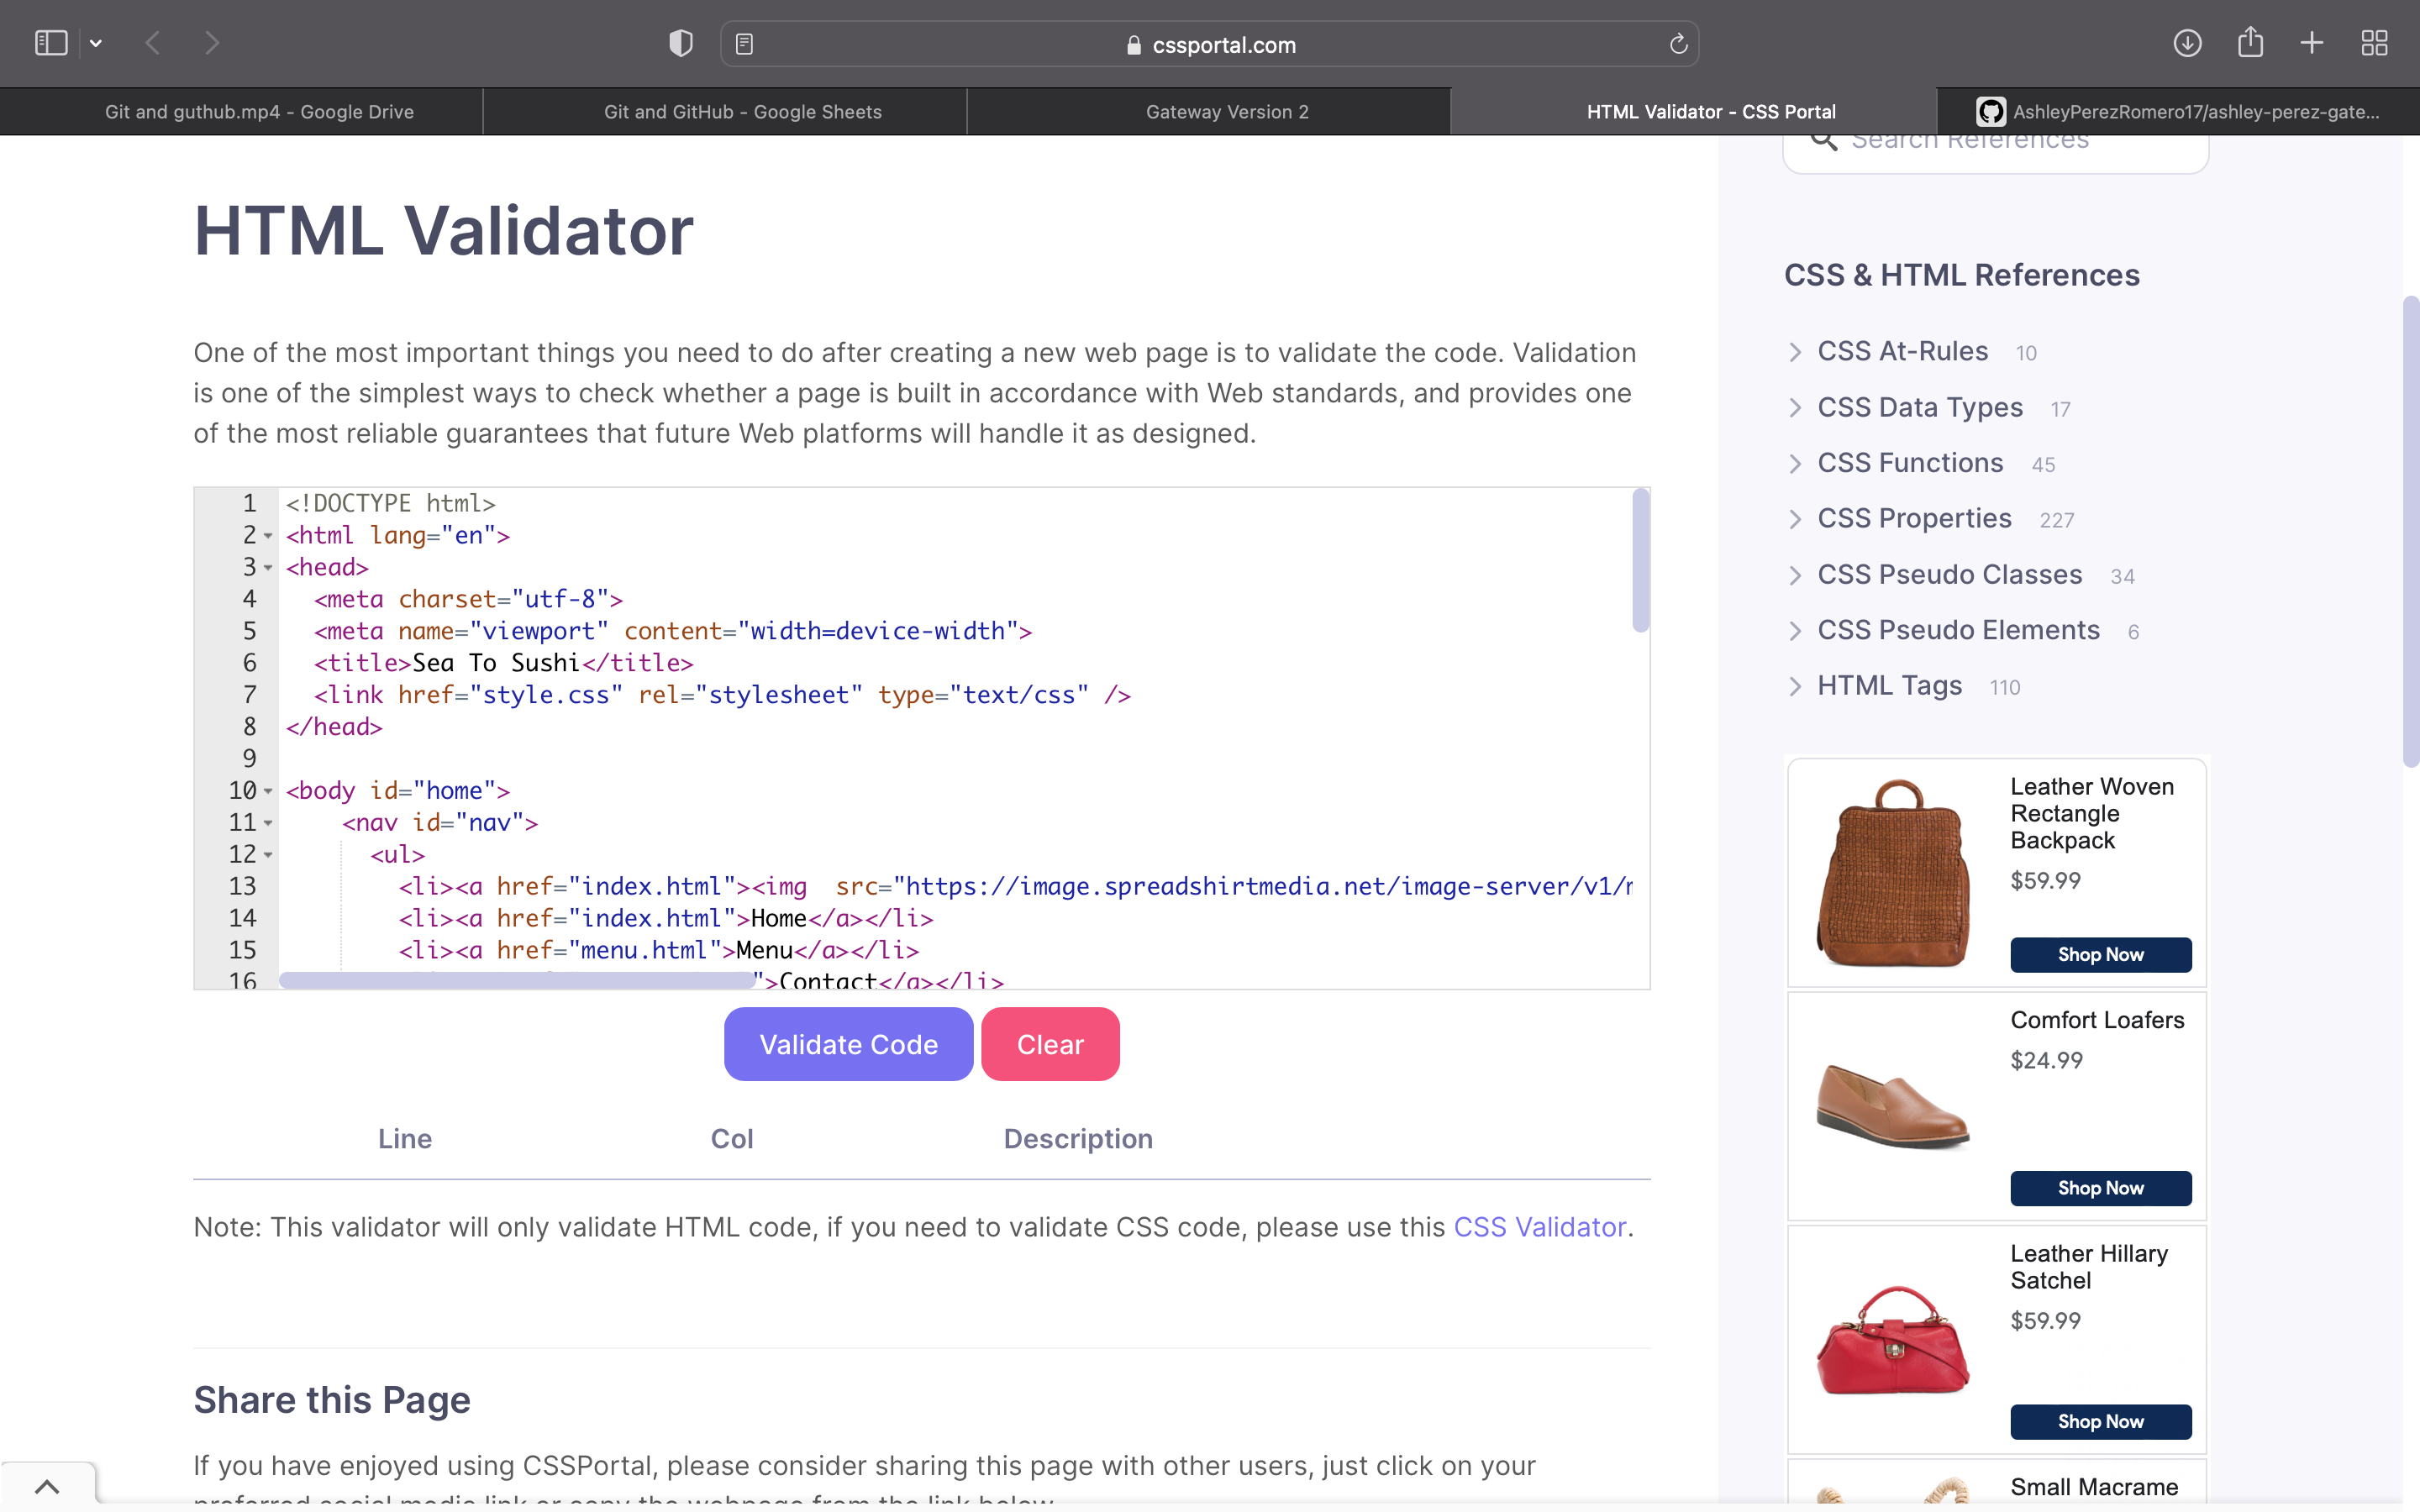 cssportal.com
Git and guthub.mp4 - Google Drive
Git and GitHub - Google Sheets
Gateway Version 2
HTML Validator - CSS Portal
AshleyPerezRomero17/ashley-perez-gate...
HTML Validator
One of the most important things you need to do after creating a new web page is to validate the code. Validation
is one of the simplest ways to check whether a page is built in accordance with Web standards, and provides one
of the most reliable guarantees that future Web platforms will handle it as designed.
1 <!DOCTYPE html>
2 <html lang="en">
3 <head>
4 <meta charset="utf-8">
5 <meta name="viewport" content="width=device-width">
6 <title>Sea To Sushi</title>
7 <link href="style.css" rel="stylesheet" type="text/css" />
8 </head>
9
10 <body id="home">
11 <nav id="nav">
12 <ul>
13 <li><a href="index.html"><img src="https://image.spreadshirtmedia.net/image-server/v1/
14 <li><a href="index.html">Home</a></li>
15 <li><a href="menu.html">Menu</a></li>
16 ">Contact</a></li>
Validate Code
Clear
Line Col Description
Note: This validator will only validate HTML code, if you need to validate CSS code, please use this CSS Validator.
Share this Page
If you have enjoyed using CSSPortal, please consider sharing this page with other users, just click on your
preferred social media link or copy the webpage from the link below.
Search References
CSS & HTML References
CSS At-Rules 10
CSS Data Types 17
CSS Functions 45
CSS Properties 227
CSS Pseudo Classes 34
CSS Pseudo Elements 6
HTML Tags 110
Leather Woven
Rectangle
Backpack
$59.99
Shop Now
Comfort Loafers
$24.99
Shop Now
Leather Hillary
Satchel
$59.99
Shop Now
Small Macrame